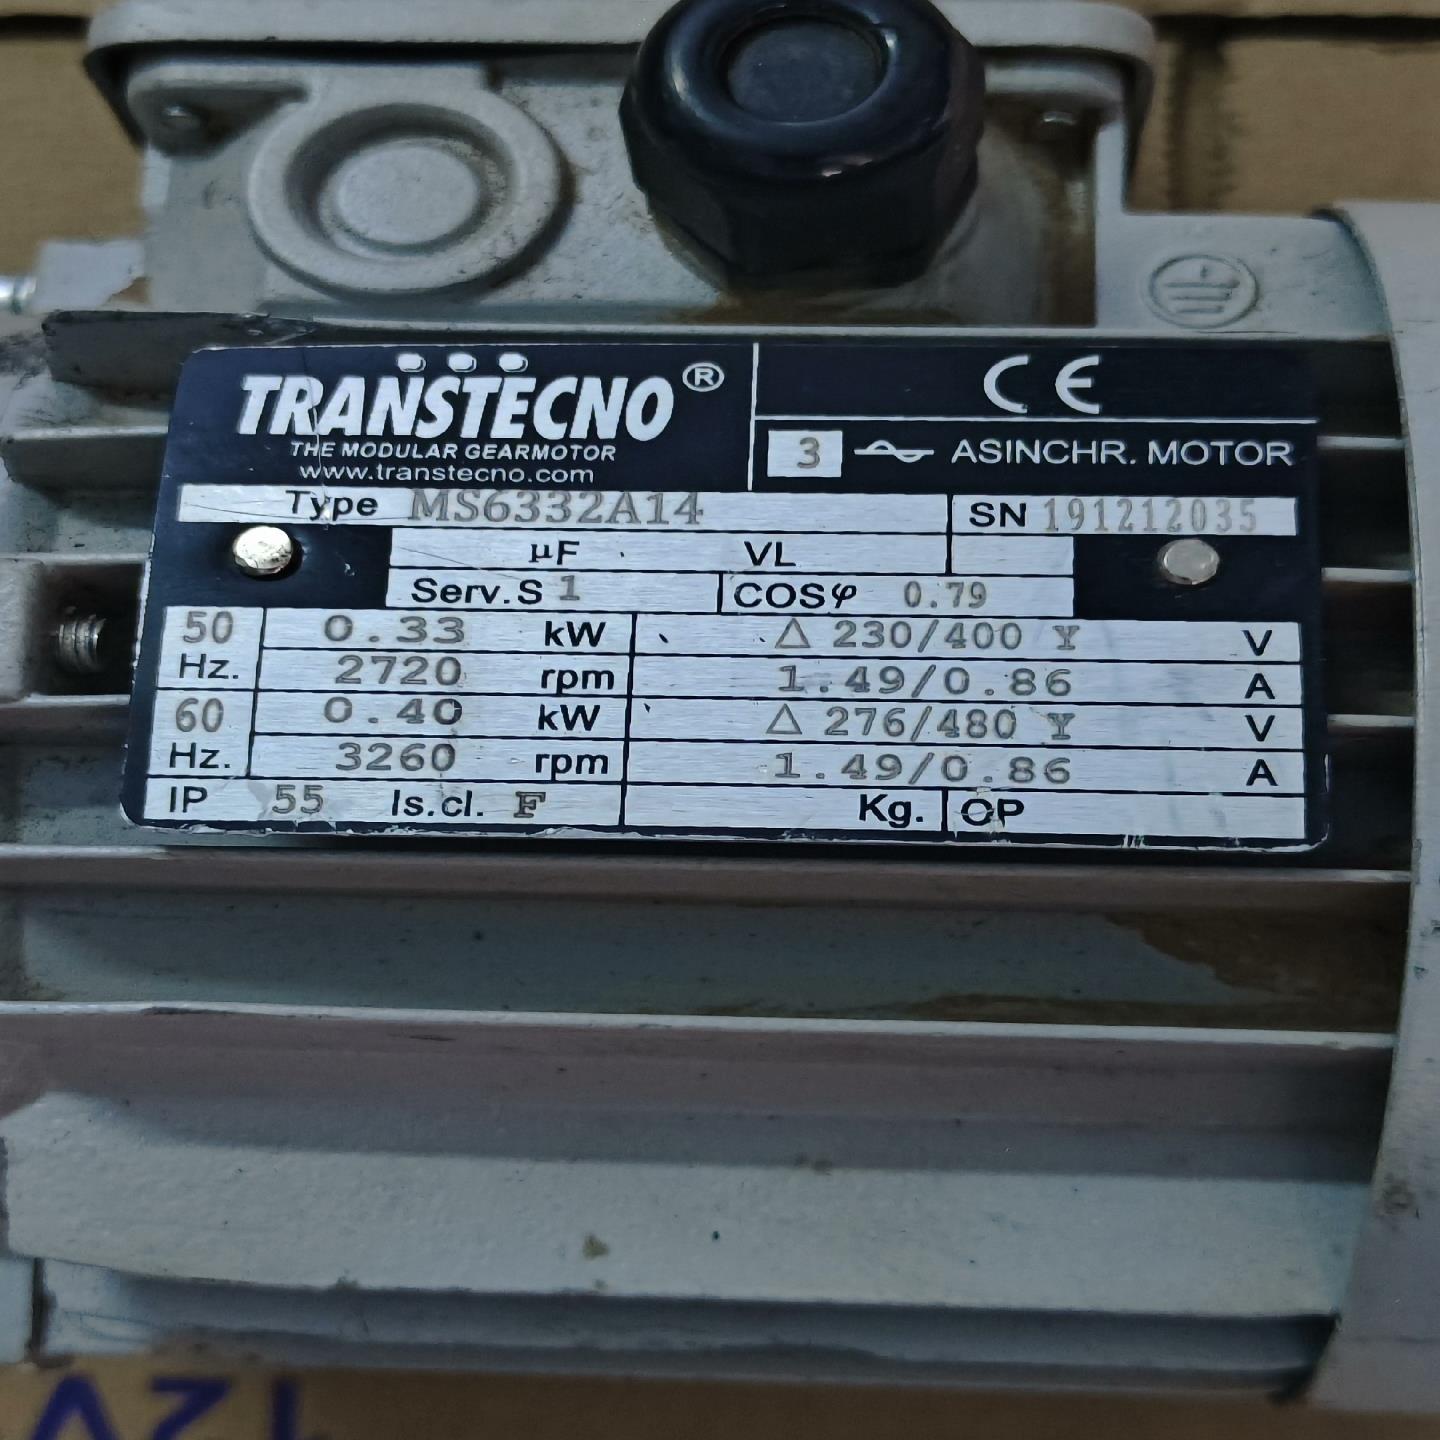 TRANSTECNO®
THE MODULAR GEARMOTOR
www.transtecno.com
CE
3 ASINCHR. MOTOR
Type MS6332A14 SN 191212035
µF VL
Serv.S 1 COSφ 0.79
50 Hz. 0.33 kW Δ 230/400 Y V
2720 rpm 1.49/0.86 A
60 Hz. 0.40 kW Δ 276/480 Y V
3260 rpm 1.49/0.86 A
IP 55 Is.cl. F Kg. OP
12V